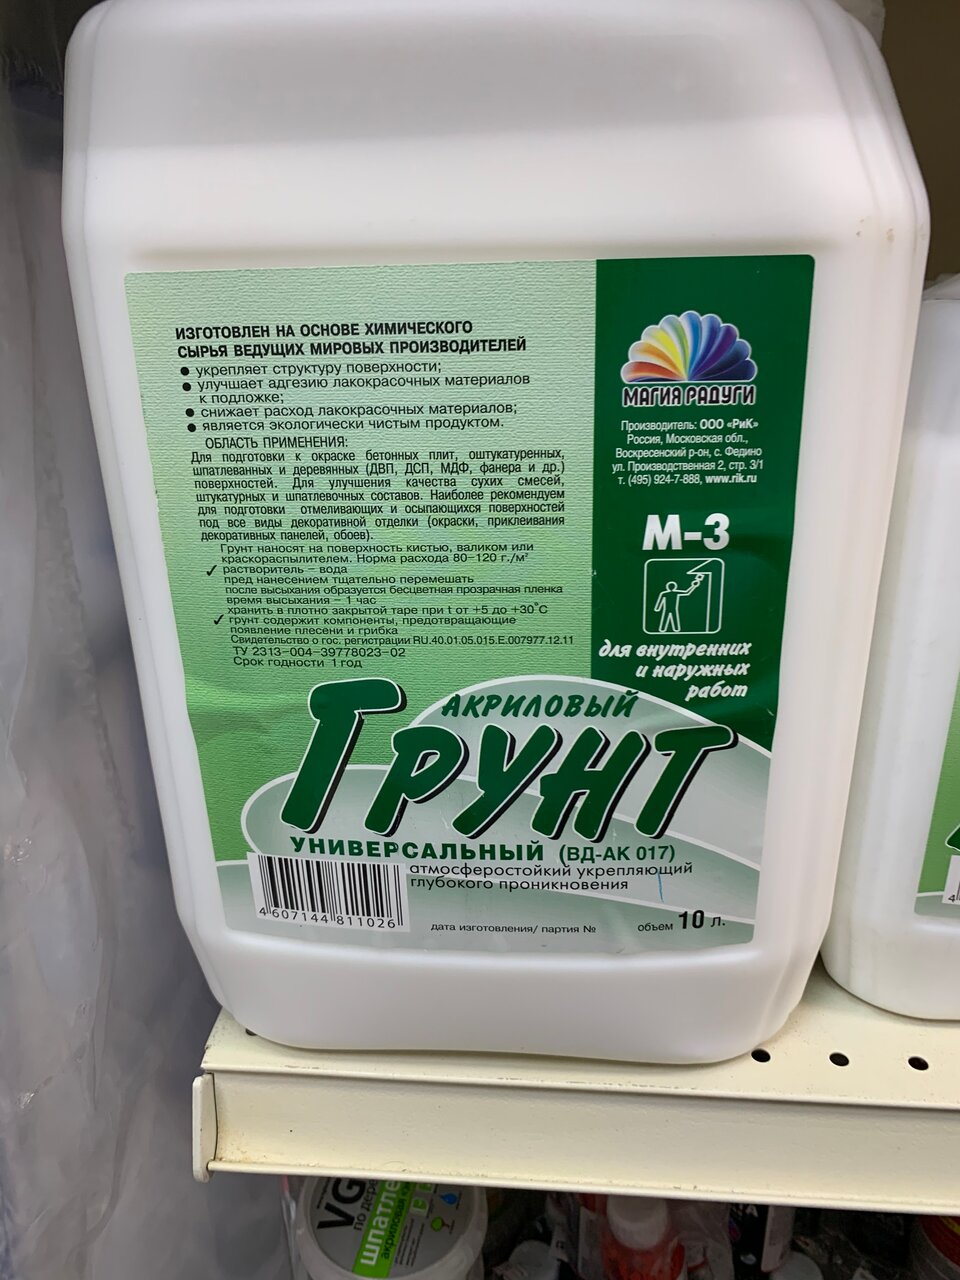 ИЗГОТОВЛЕН НА ОСНОВЕ ХИМИЧЕСКОГО
СЫРЬЯ ВЕДУЩИХ МИРОВЫХ ПРОИЗВОДИТЕЛЕЙ
● укрепляет структуру поверхности;
● улучшает адгезию лакокрасочных материалов
к подложке;
● снижает расход лакокрасочных материалов;
● является экологически чистым продуктом.
ОБЛАСТЬ ПРИМЕНЕНИЯ:
Для подготовки к окраске бетонных плит, оштукатуренных,
шпатлеванных и деревянных (ДВП, ДСП, МДФ, фанера и др.)
поверхностей. Для улучшения качества сухих смесей,
штукатурных и шпатлевочных составов. Наиболее рекомендуем
для подготовки отмеливающих и осыпающихся поверхностей
под все виды декоративной отделки (окраски, приклеивания
декоративных панелей, обоев).
Грунт наносят на поверхность кистью, валиком или
краскораспылителем. Норма расхода 80–120 г./м²
✓ растворитель – вода
пред нанесением тщательно перемешать
после высыхания образуется бесцветная прозрачная пленка
время высыхания – 1 час
хранить в плотно закрытой таре при t от +5 до +30°С
✓ грунт содержит компоненты, предотвращающие
появление плесени и грибка
Свидетельство о гос. регистрации RU.40.01.05.015.Е.007977.12.11
ТУ 2313-004-39778023-02
Срок годности 1 год
МАГИЯ РАДУГИ
Производитель: ООО «РиК»
Россия, Московская обл.,
Воскресенский р-он, с. Федино
ул. Производственная 2, стр. 3/1
т. (495) 924-7-888, www.rik.ru
М-3
для внутренних
и наружных
работ
АКРИЛОВЫЙ
ГРУНТ
УНИВЕРСАЛЬНЫЙ (ВД-АК 017)
атмосферостойкий укрепляющий
глубокого проникновения
4 607144 811026
дата изготовления/ партия №
объем 10 л.
4
VG
по дере
шпатле
акриловая